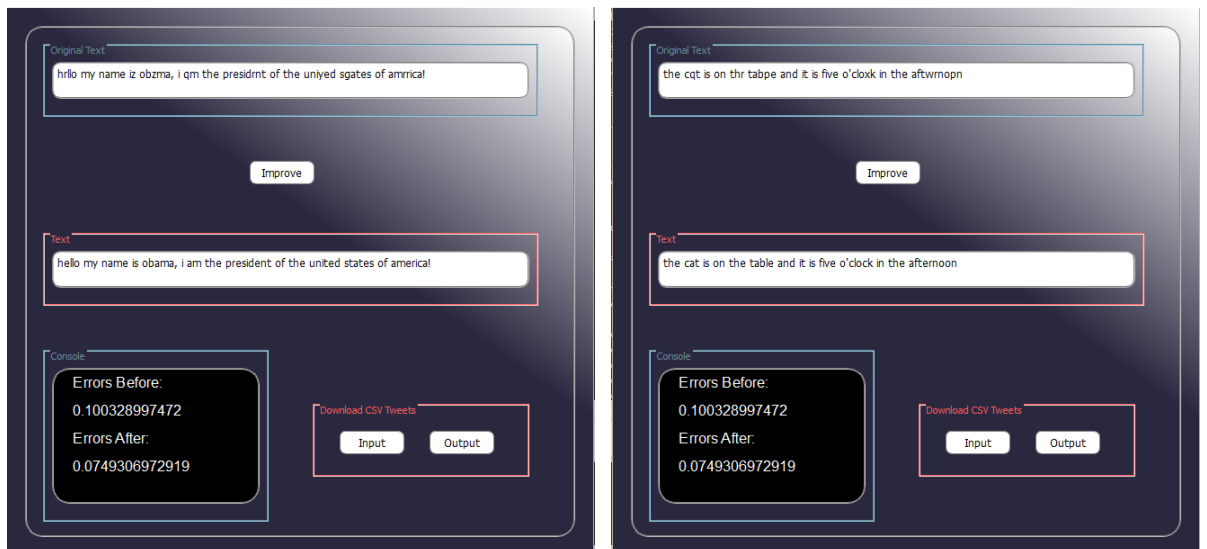 Original Text
hrllo my name iz obzma, i qm the presidrnt of the uniyed sgates of amrrica!
Improve
Text
hello my name is obama, i am the president of the united states of america!
Console
Errors Before:
0.100328997472
Errors After:
0.0749306972919
Download CSV Tweets
Input
Output
Original Text
the cqt is on thr tabpe and it is five o'cloxk in the aftwrnopn
Improve
Text
the cat is on the table and it is five o'clock in the afternoon
Console
Errors Before:
0.100328997472
Errors After:
0.0749306972919
Download CSV Tweets
Input
Output